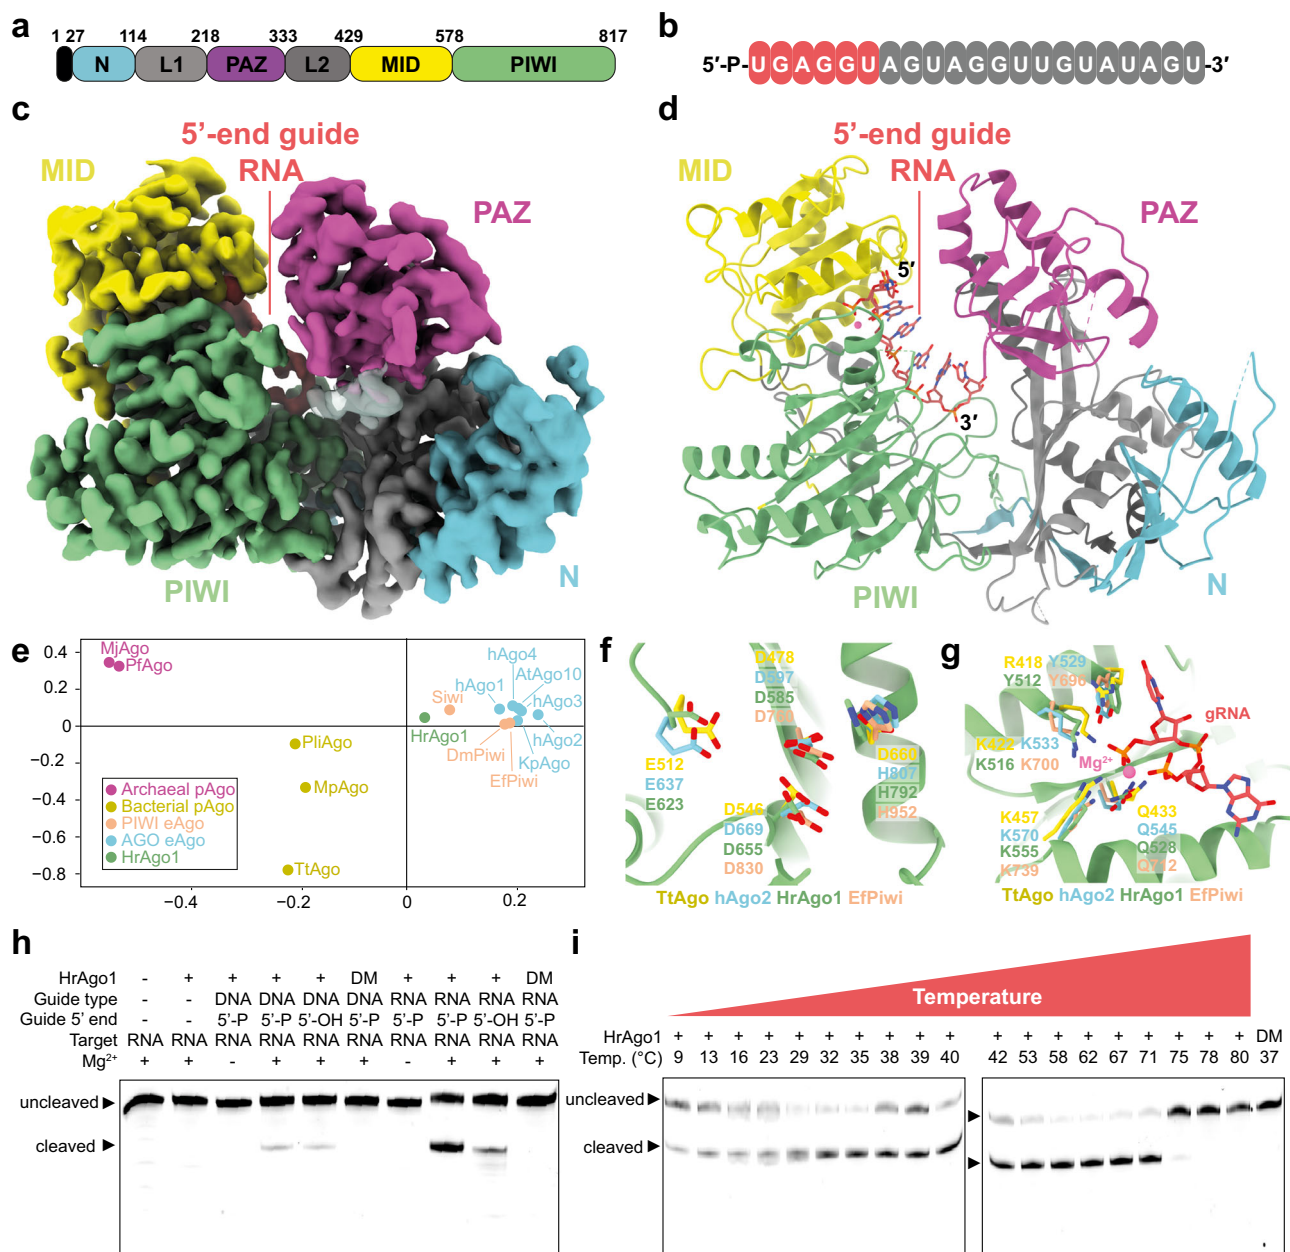 a
1 27 114 218 333 429 578 817
N L1 PAZ L2 MID PIWI
b
5′-P-UGAGGUAGUAGGUUGUAUAGU-3′
c
5’-end guide
RNA
MID
PAZ
PIWI
N
d
5’-end guide
RNA
MID
PAZ
5′
3′
PIWI
N
e
0.4
0.2
0
−0.2
−0.4
−0.6
−0.8
−0.4 −0.2 0 0.2
MjAgo
PfAgo
hAgo4
AtAgo10
Siwi
hAgo1
hAgo3
HrAgo1
DmPiwi
hAgo2
EfPiwi
KpAgo
PliAgo
MpAgo
TtAgo
Archaeal pAgo
Bacterial pAgo
PIWI eAgo
AGO eAgo
HrAgo1
f
D478
D597
D585
D700
E512
E637
E623
D660
H807
H792
H952
D546
D669
D655
D830
TtAgo hAgo2 HrAgo1 EfPiwi
g
R418 Y529
Y512 Y696
gRNA
K422 K533
K516 K700
Mg²⁺
K457
K570
K555
K739
Q433
Q545
Q528
Q712
TtAgo hAgo2 HrAgo1 EfPiwi
h
HrAgo1 - + + + + DM + + + DM
Guide type - - DNA DNA DNA DNA RNA RNA RNA RNA
Guide 5’ end - - 5’-P 5’-P 5’-OH 5’-P 5’-P 5’-P 5’-OH 5’-P
Target RNA RNA RNA RNA RNA RNA RNA RNA RNA RNA
Mg²⁺ + + - + + + - + + +
uncleaved
cleaved
i
Temperature
HrAgo1 + + + + + + + + + + + + + + + + + + + DM
Temp. (°C) 9 13 16 23 29 32 35 38 39 40 42 53 58 62 67 71 75 78 80 37
uncleaved
cleaved